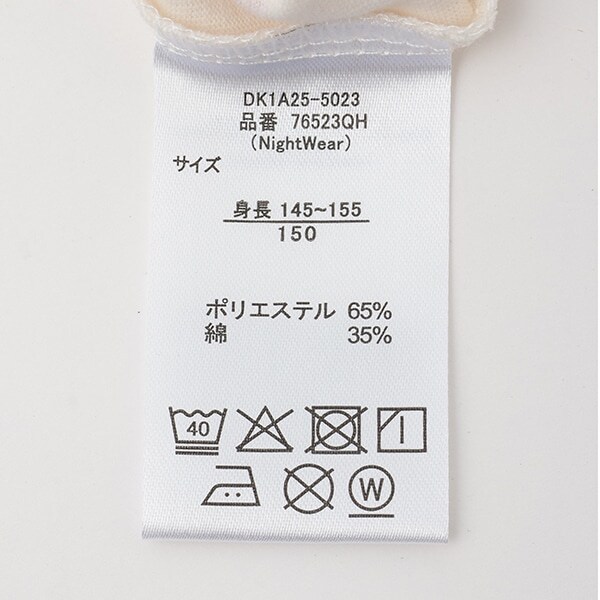 DK1A25-5023
品番 76523QH
(NightWear)
サイズ
身長 145~155
150
ポリエステル 65%
綿 35%
40
W